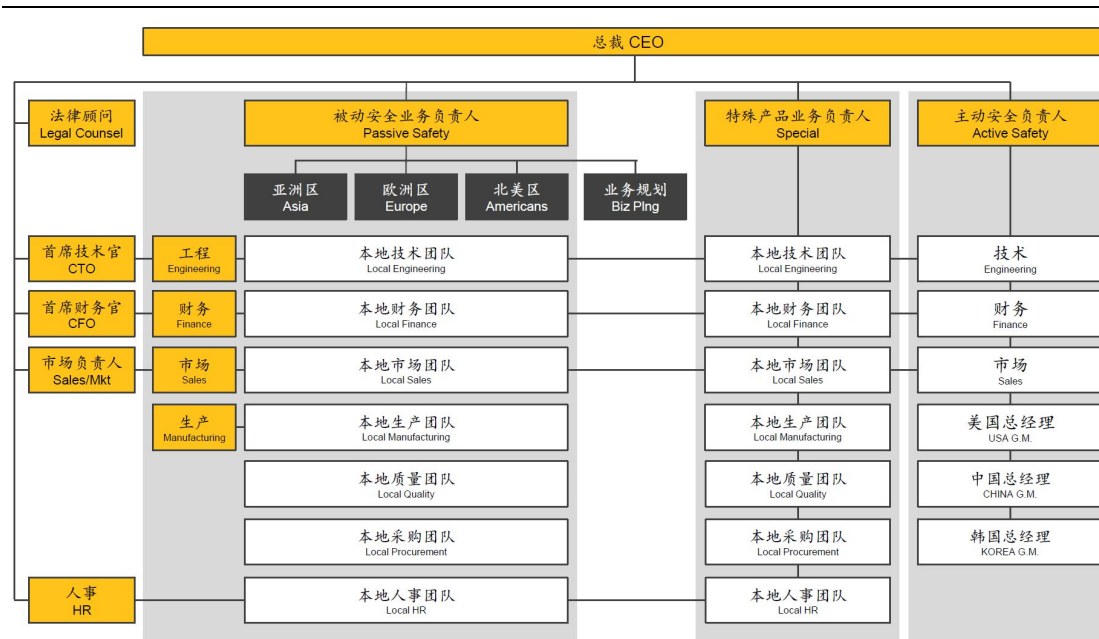 总裁 CEO
法律顾问
Legal Counsel
被动安全业务负责人
Passive Safety
特殊产品业务负责人
Special
主动安全负责人
Active Safety
亚洲区
Asia
欧洲区
Europe
北美区
Americans
业务规划
Biz Plng
首席技术官
CTO
工程
Engineering
本地技术团队
Local Engineering
本地技术团队
Local Engineering
技术
Engineering
首席财务官
CFO
财务
Finance
本地财务团队
Local Finance
本地财务团队
Local Finance
财务
Finance
市场负责人
Sales/Mkt
市场
Sales
本地市场团队
Local Sales
本地市场团队
Local Sales
市场
Sales
生产
Manufacturing
本地生产团队
Local Manufacturing
本地生产团队
Local Manufacturing
美国总经理
USA G.M.
本地质量团队
Local Quality
本地质量团队
Local Quality
中国总经理
CHINA G.M.
本地采购团队
Local Procurement
本地采购团队
Local Procurement
韩国总经理
KOREA G.M.
人事
HR
本地人事团队
Local HR
本地人事团队
Local HR